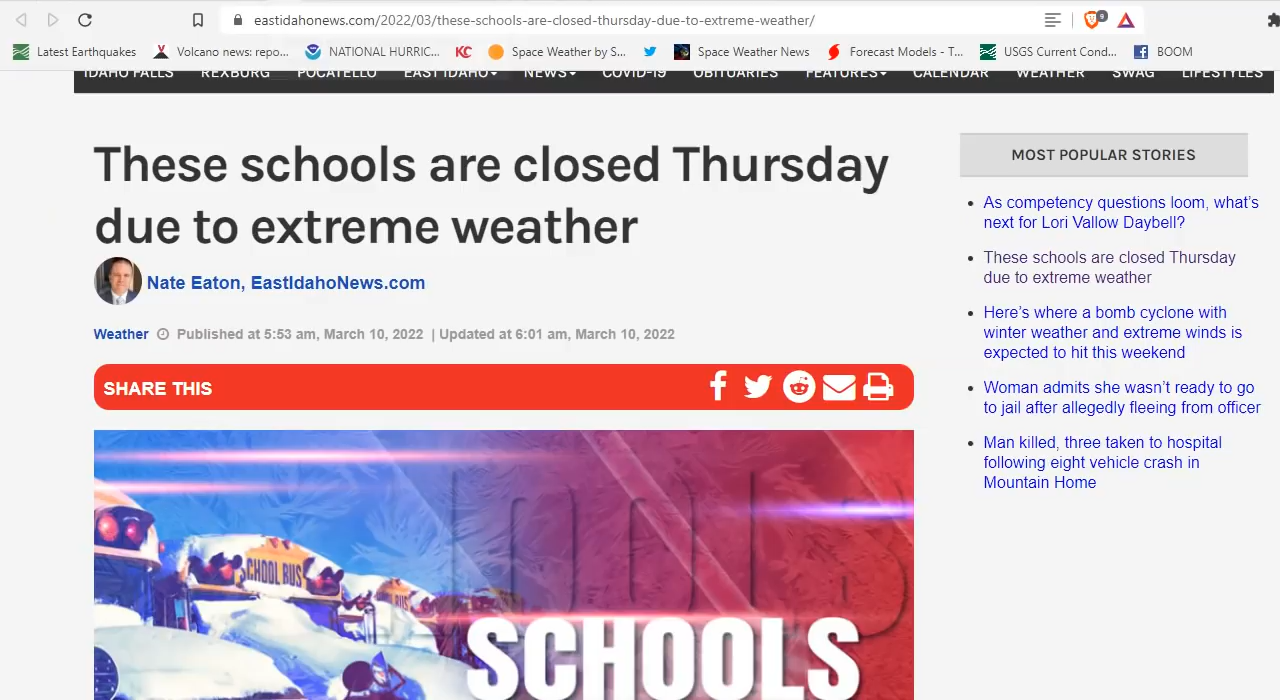 eastidahonews.com/2022/03/these-schools-are-closed-thursday-due-to-extreme-weather/
9
Latest Earthquakes Volcano news: repo... NATIONAL HURRIC... KC Space Weather by S... Space Weather News Forecast Models - T... USGS Current Cond... BOOM
IDAHO FALLS REXBURG POCATELLO EAST IDAHO NEWS COVID-19 OBITUARIES FEATURES CALENDAR WEATHER SWAG LIFESTYLES
These schools are closed Thursday
due to extreme weather
Nate Eaton, EastIdahoNews.com
Weather Published at 5:53 am, March 10, 2022 | Updated at 6:01 am, March 10, 2022
SHARE THIS
SCHOOL BUS
BUS
SCHOOLS
MOST POPULAR STORIES
As competency questions loom, what's
next for Lori Vallow Daybell?
These schools are closed Thursday
due to extreme weather
Here's where a bomb cyclone with
winter weather and extreme winds is
expected to hit this weekend
Woman admits she wasn't ready to go
to jail after allegedly fleeing from officer
Man killed, three taken to hospital
following eight vehicle crash in
Mountain Home